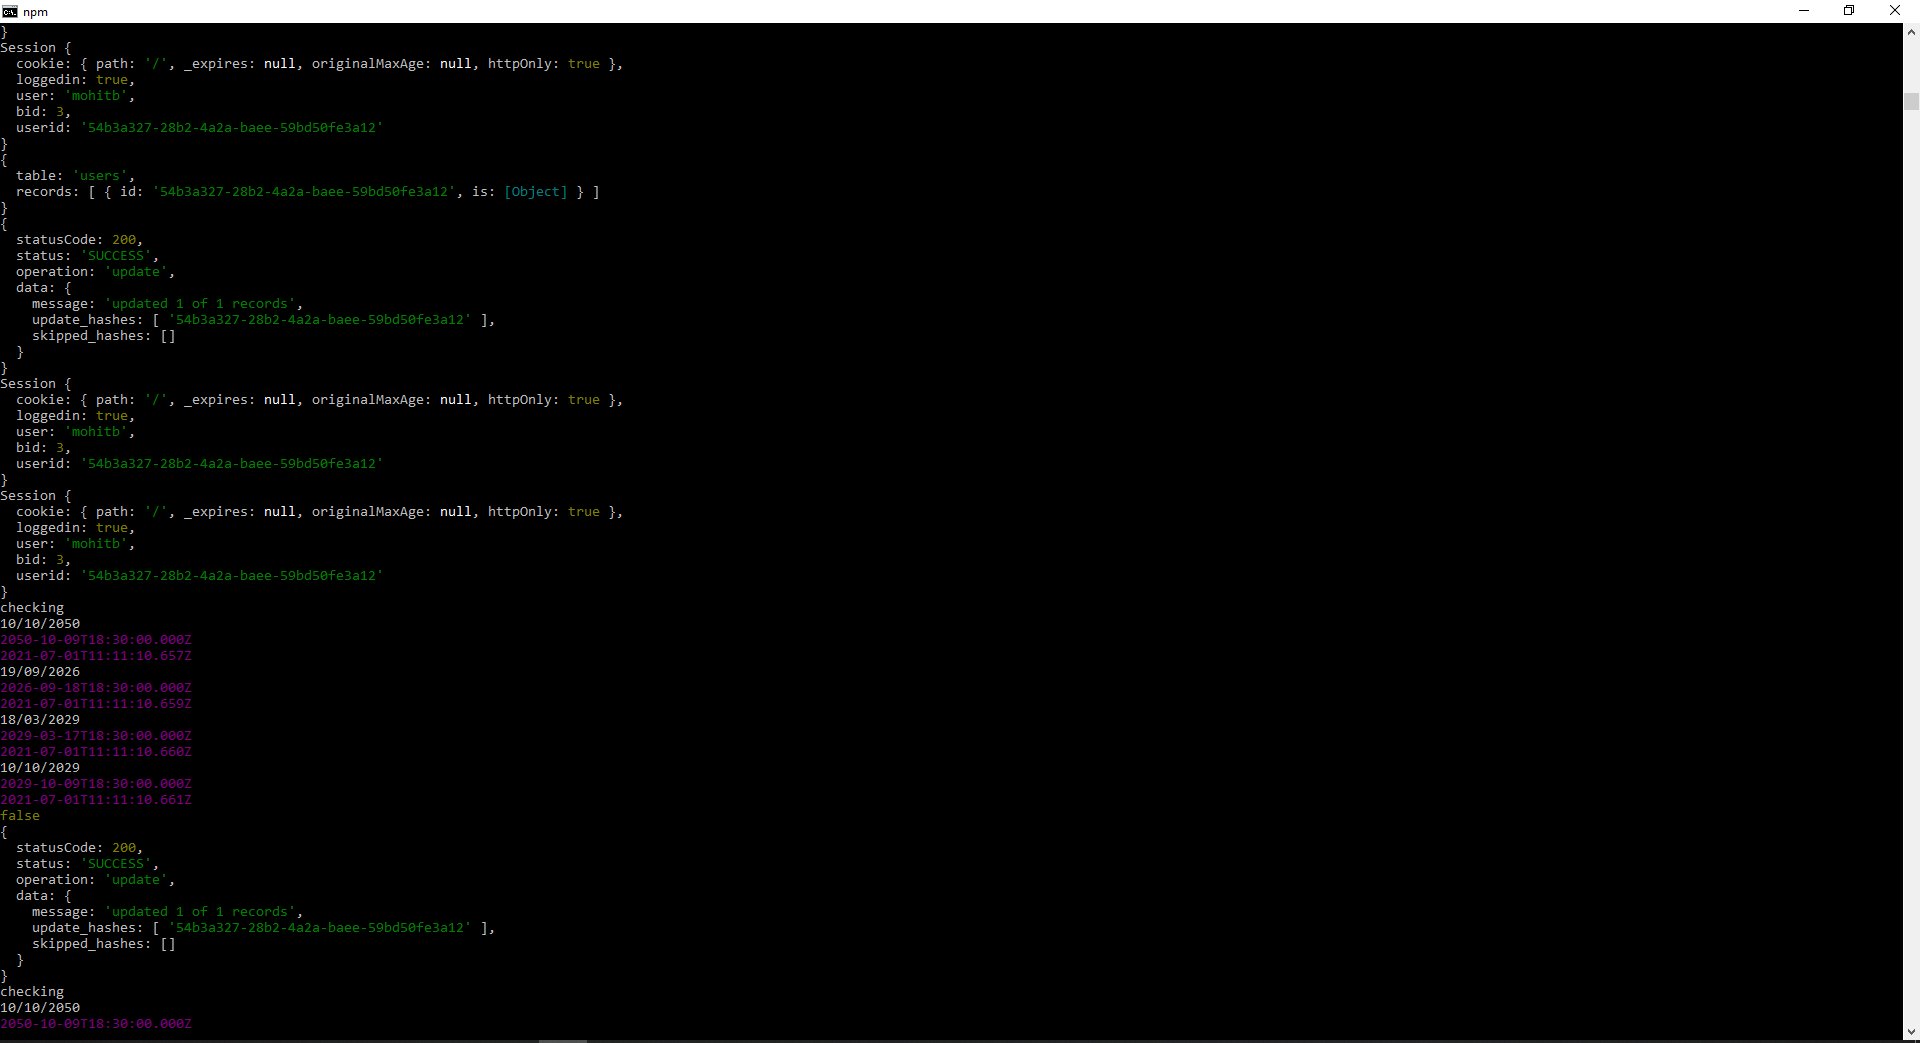 npm
}
Session {
  cookie: { path: '/', _expires: null, originalMaxAge: null, httpOnly: true },
  loggedin: true,
  user: 'mohitb',
  bid: 3,
  userid: '54b3a327-28b2-4a2a-baee-59bd50fe3a12'
}
{
  table: 'users',
  records: [ { id: '54b3a327-28b2-4a2a-baee-59bd50fe3a12', is: [Object] } ]
}
{
  statusCode: 200,
  status: 'SUCCESS',
  operation: 'update',
  data: {
    message: 'updated 1 of 1 records',
    update_hashes: [ '54b3a327-28b2-4a2a-baee-59bd50fe3a12' ],
    skipped_hashes: []
  }
}
Session {
  cookie: { path: '/', _expires: null, originalMaxAge: null, httpOnly: true },
  loggedin: true,
  user: 'mohitb',
  bid: 3,
  userid: '54b3a327-28b2-4a2a-baee-59bd50fe3a12'
}
Session {
  cookie: { path: '/', _expires: null, originalMaxAge: null, httpOnly: true },
  loggedin: true,
  user: 'mohitb',
  bid: 3,
  userid: '54b3a327-28b2-4a2a-baee-59bd50fe3a12'
}
checking
10/10/2050
2050-10-09T18:30:00.000Z
2021-07-01T11:11:10.657Z
19/09/2026
2026-09-18T18:30:00.000Z
2021-07-01T11:11:10.659Z
18/03/2029
2029-03-17T18:30:00.000Z
2021-07-01T11:11:10.660Z
10/10/2029
2029-10-09T18:30:00.000Z
2021-07-01T11:11:10.661Z
false
{
  statusCode: 200,
  status: 'SUCCESS',
  operation: 'update',
  data: {
    message: 'updated 1 of 1 records',
    update_hashes: [ '54b3a327-28b2-4a2a-baee-59bd50fe3a12' ],
    skipped_hashes: []
  }
}
checking
10/10/2050
2050-10-09T18:30:00.000Z